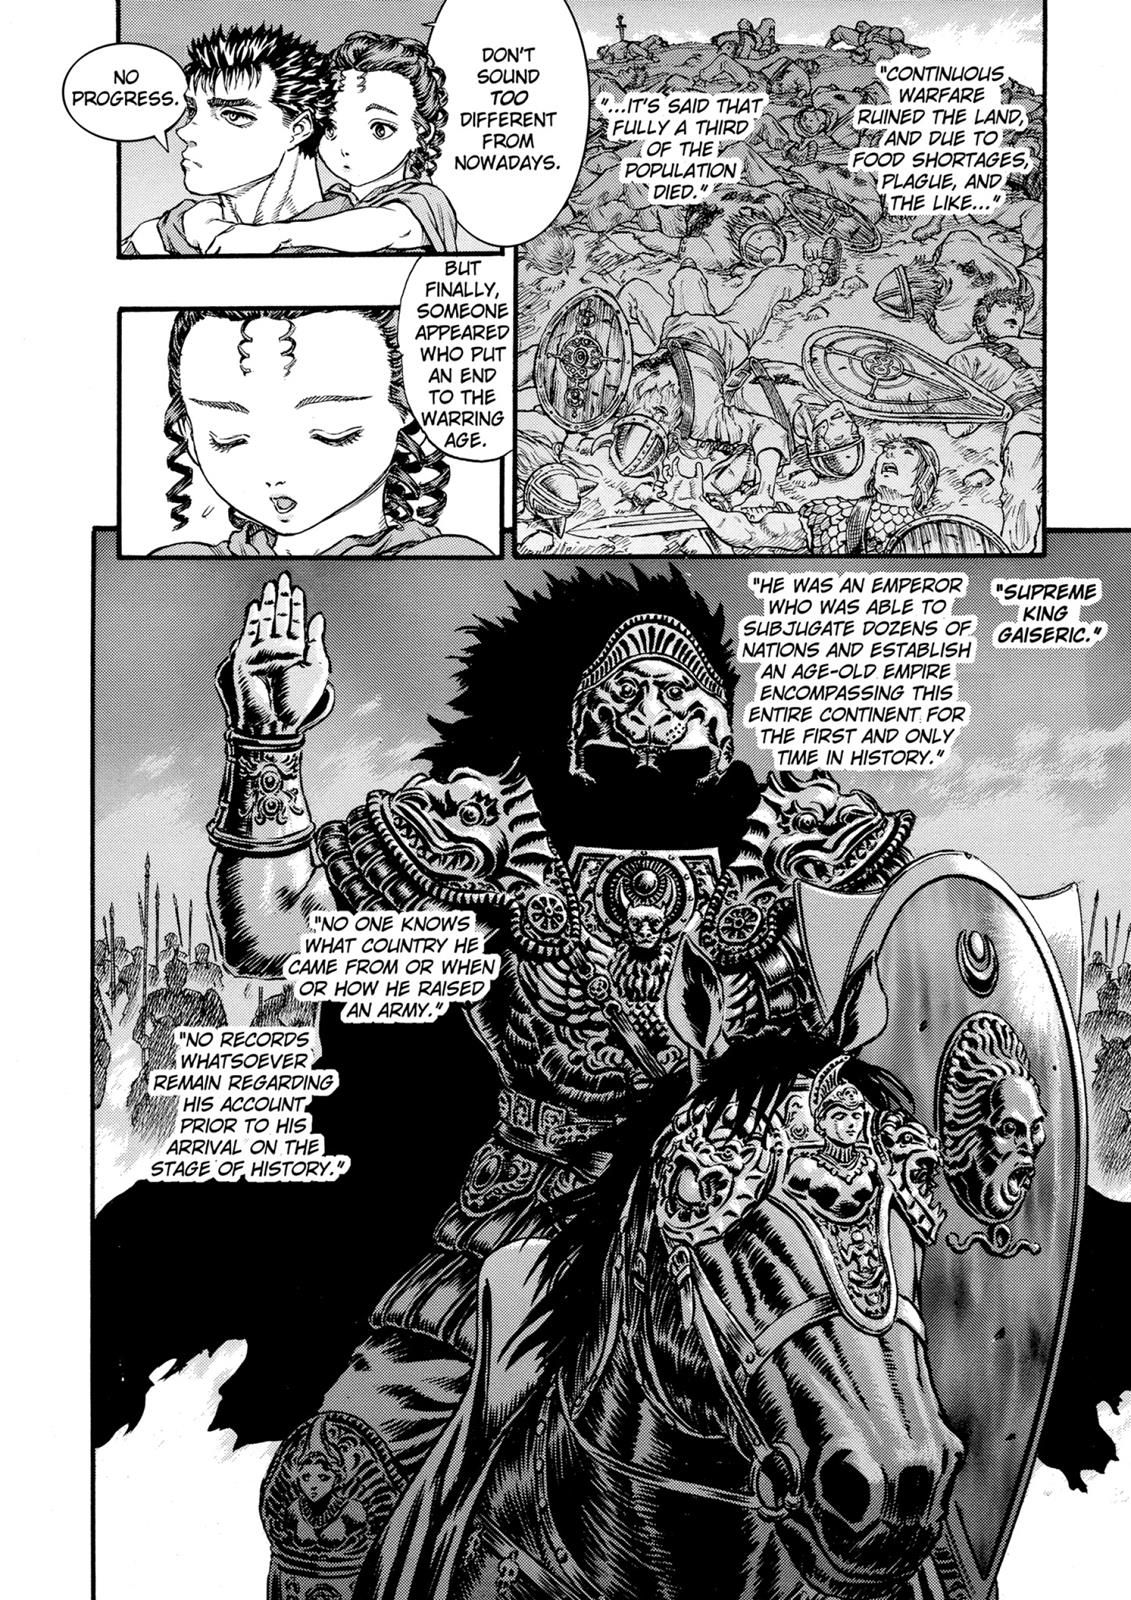 "CONTINUOUS
WARFARE
RUINED THE LAND,
AND DUE TO
FOOD SHORTAGES,
PLAGUE, AND
THE LIKE..."
"...IT'S SAID THAT
FULLY A THIRD
OF THE
POPULATION
DIED."
DON'T
SOUND
TOO
DIFFERENT
FROM
NOWADAYS.
NO
PROGRESS.
BUT
FINALLY,
SOMEONE
APPEARED
WHO PUT
AN END
TO THE
WARRING
AGE.
"SUPREME
KING
GAISERIC."
"HE WAS AN EMPEROR
WHO WAS ABLE TO
SUBJUGATE DOZENS OF
NATIONS AND ESTABLISH
AN AGE-OLD EMPIRE
ENCOMPASSING THIS
ENTIRE CONTINENT FOR
THE FIRST AND ONLY
TIME IN HISTORY."
"NO ONE KNOWS
WHAT COUNTRY HE
CAME FROM OR WHEN
OR HOW HE RAISED
AN ARMY."
"NO RECORDS
WHATSOEVER
REMAIN REGARDING
HIS ACCOUNT
PRIOR TO HIS
ARRIVAL ON THE
STAGE OF HISTORY."